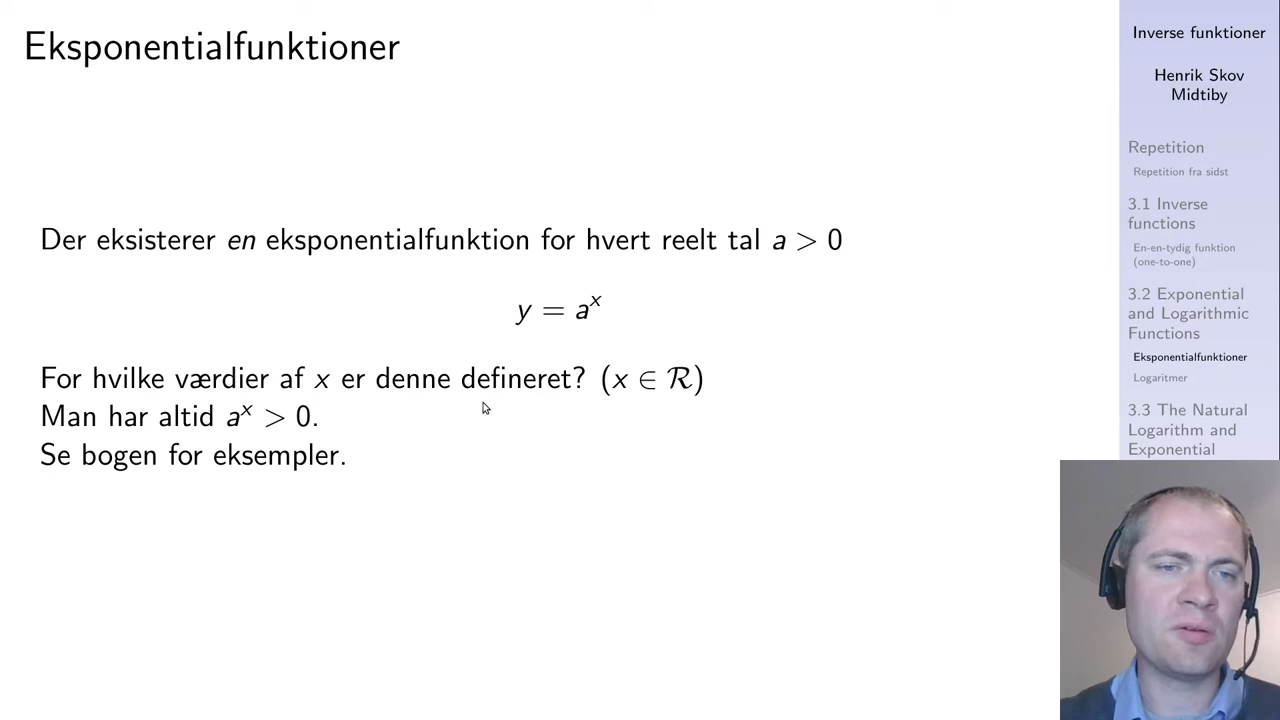 Eksponentialfunktioner
Der eksisterer en eksponentialfunktion for hvert reelt tal a > 0
y = aˣ
For hvilke værdier af x er denne defineret? (x ∈ ℛ)
Man har altid aˣ > 0.
Se bogen for eksempler.
Inverse funktioner
Henrik Skov
Midtiby
Repetition
Repetition fra sidst
3.1 Inverse
functions
En-en-tydig funktion
(one-to-one)
3.2 Exponential
and Logarithmic
Functions
Eksponentialfunktioner
Logaritmer
3.3 The Natural
Logarithm and
Exponential